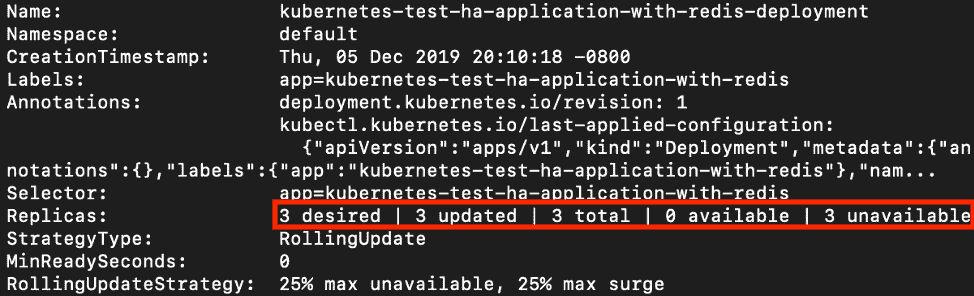 Name: kubernetes-test-ha-application-with-redis-deployment
Namespace: default
CreationTimestamp: Thu, 05 Dec 2019 20:10:18 -0800
Labels: app=kubernetes-test-ha-application-with-redis
Annotations: deployment.kubernetes.io/revision: 1
kubectl.kubernetes.io/last-applied-configuration:
{"apiVersion":"apps/v1","kind":"Deployment","metadata":{"an
notations":{},"labels":{"app":"kubernetes-test-ha-application-with-redis"},"nam...
Selector: app=kubernetes-test-ha-application-with-redis
Replicas: 3 desired | 3 updated | 3 total | 0 available | 3 unavailable
StrategyType: RollingUpdate
MinReadySeconds: 0
RollingUpdateStrategy: 25% max unavailable, 25% max surge